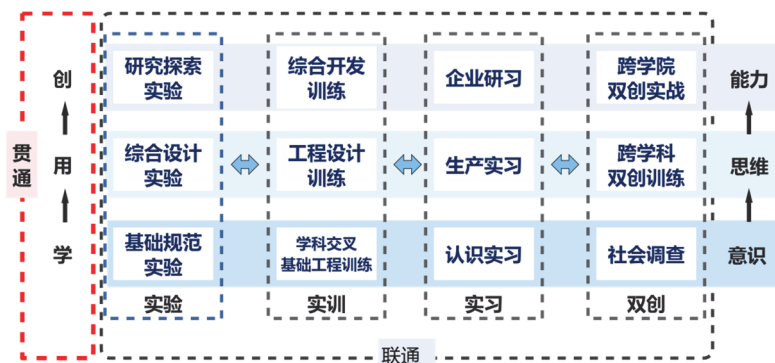 贯通
创
用
学
研究探索
实验
综合开发
训练
企业研习
跨学院
双创实战
能力
综合设计
实验
工程设计
训练
生产实习
跨学科
双创训练
思维
基础规范
实验
学科交叉
基础工程训练
认识实习
社会调查
意识
实验
实训
实习
双创
联通